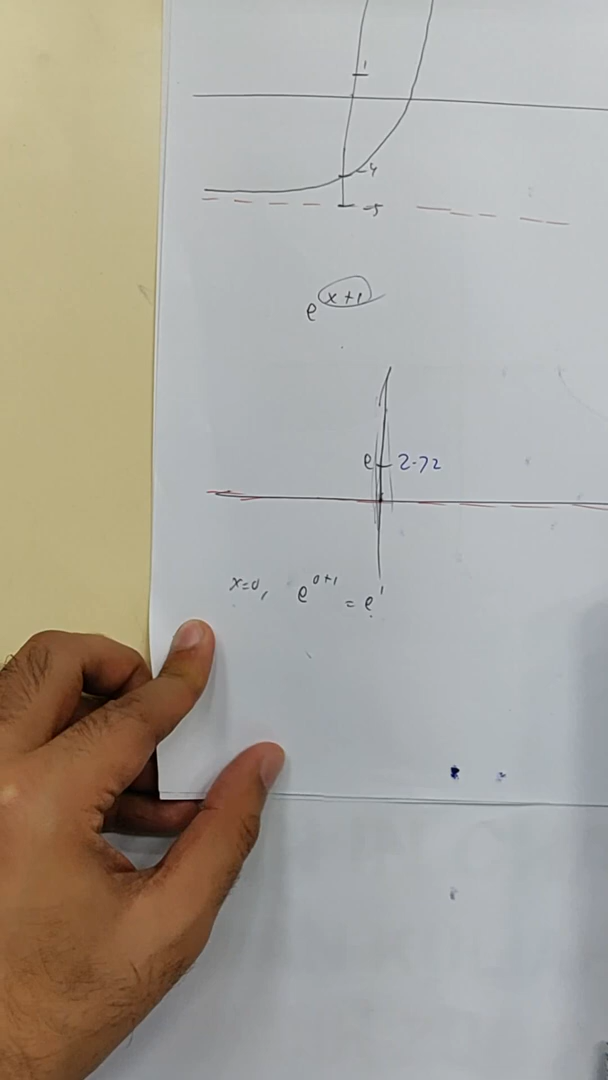 1
-4
-5
e^(x+1)
e 2.72
x=0, e^(0+1) = e^1